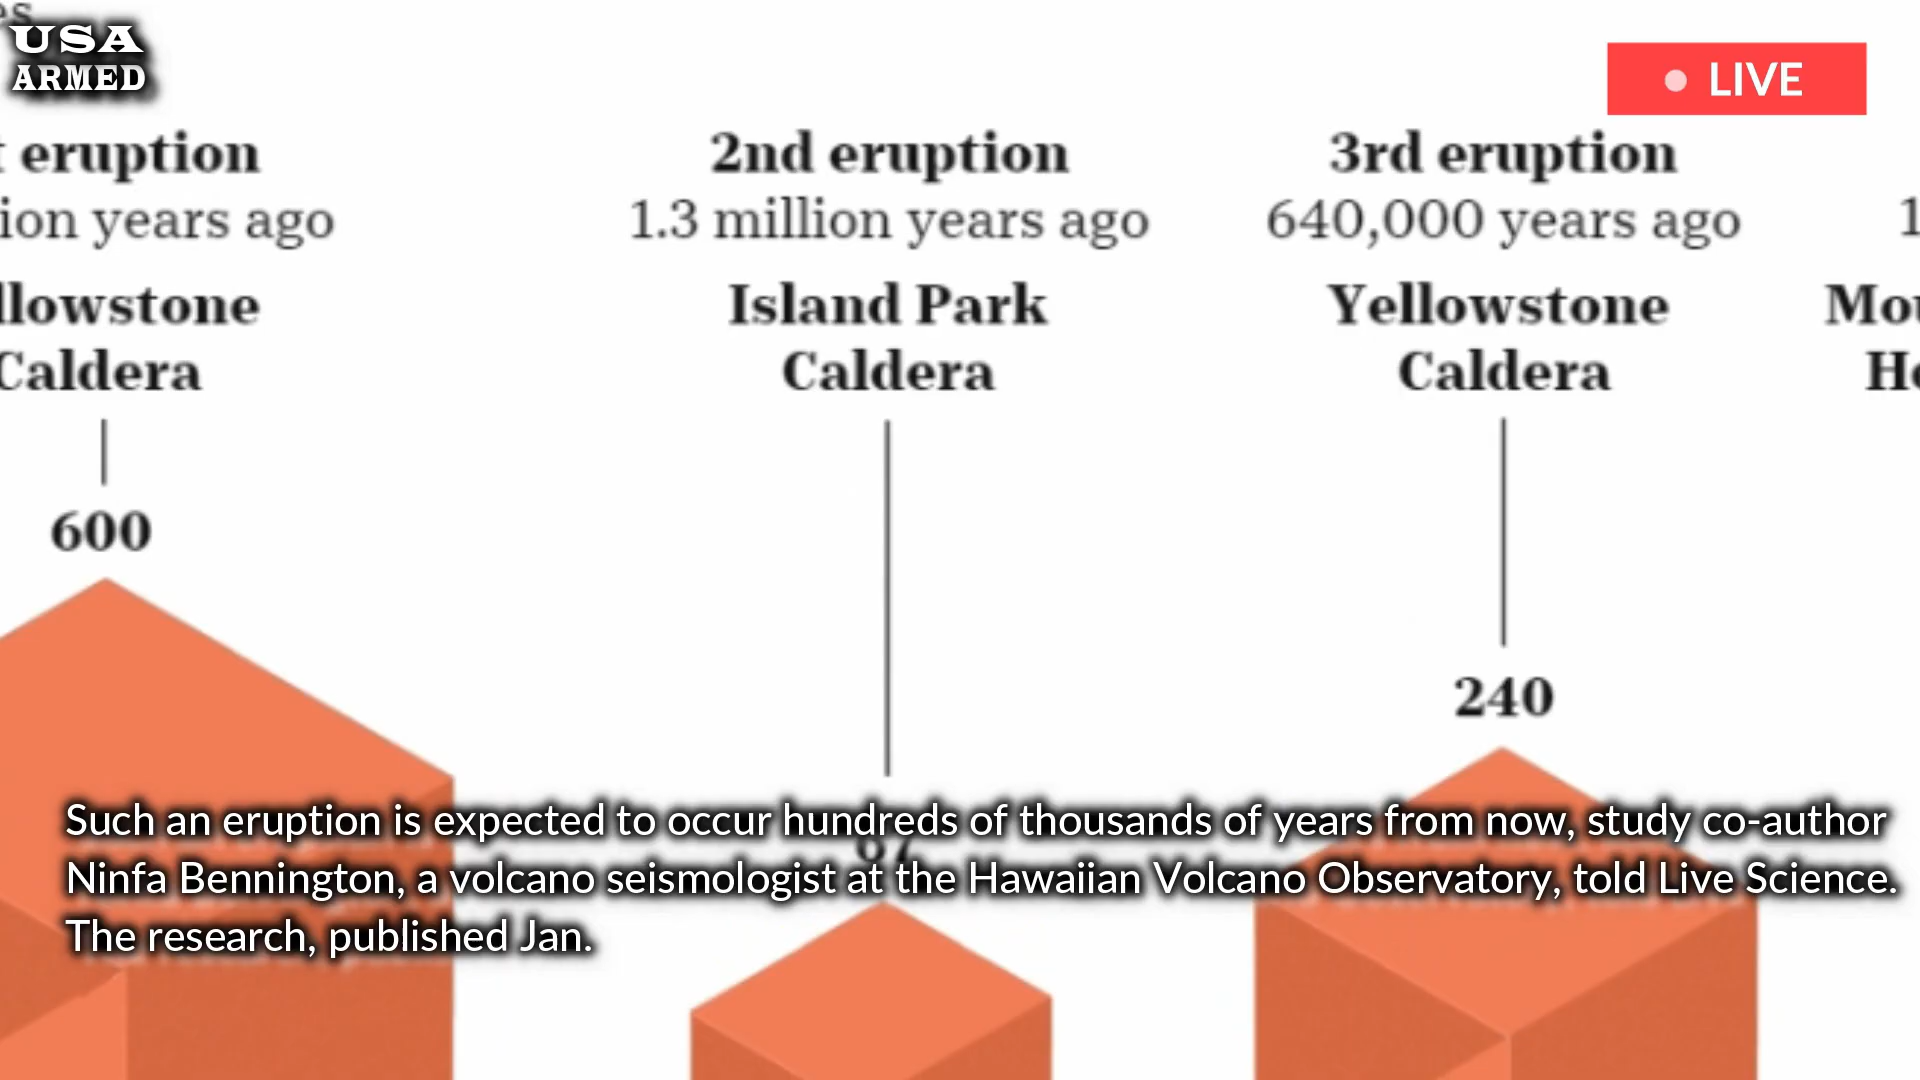 USA
ARMED
LIVE
eruption
2nd eruption
3rd eruption
years ago
1.3 million years ago
640,000 years ago
Island Park
Yellowstone
Caldera
Caldera
Caldera
600
240
67
Such an eruption is expected to occur hundreds of thousands of years from now, study co-author
Ninfa Bennington, a volcano seismologist at the Hawaiian Volcano Observatory, told Live Science.
The research, published Jan.